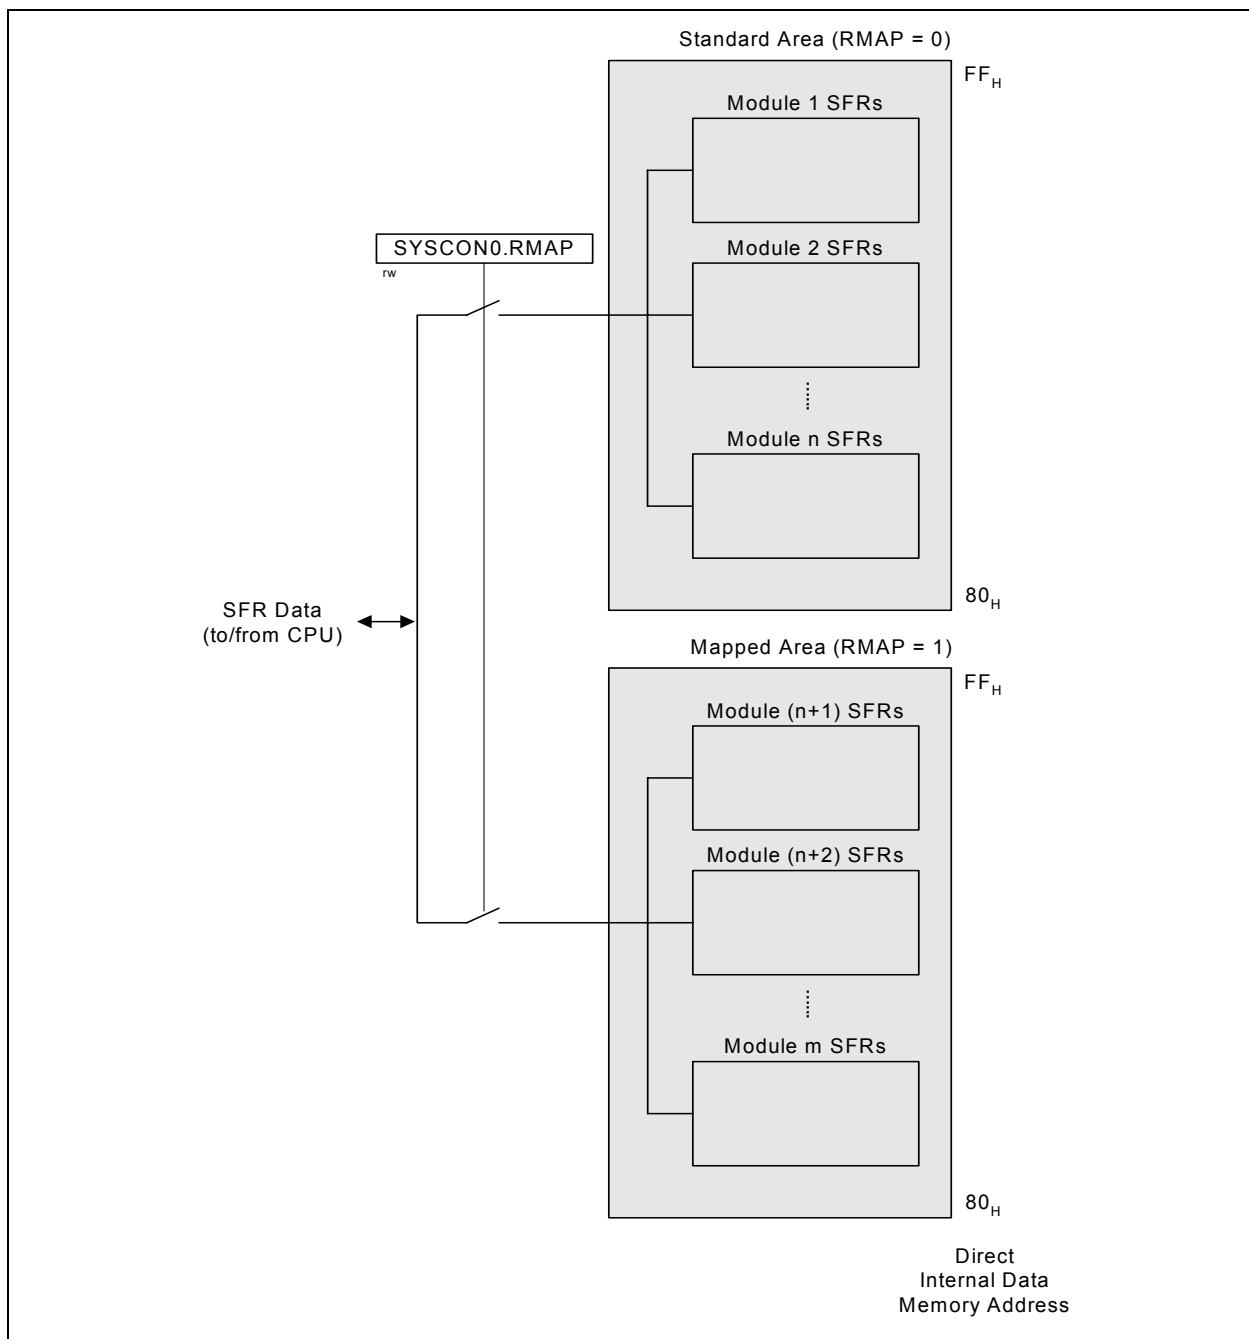 Standard Area (RMAP = 0)
FFH
Module 1 SFRs
SYSCON0.RMAP
rw
Module 2 SFRs
Module n SFRs
80H
SFR Data
(to/from CPU)
Mapped Area (RMAP = 1)
FFH
Module (n+1) SFRs
Module (n+2) SFRs
Module m SFRs
80H
Direct
Internal Data
Memory Address